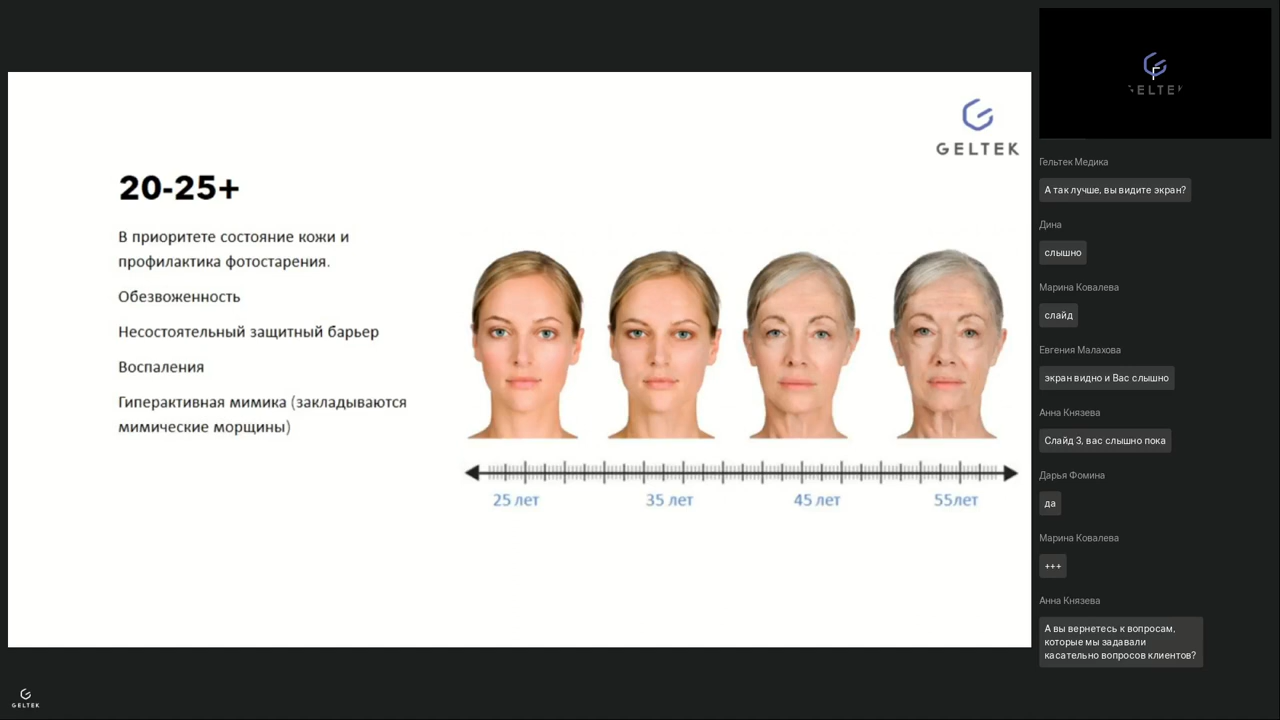 GELTEK
20-25+
В приоритете состояние кожи и
профилактика фотостарения.
Обезвоженность
Несостоятельный защитный барьер
Воспаления
Гиперактивная мимика (закладываются
мимические морщины)
25 лет
35 лет
45 лет
55лет
GELTEK
Г
Гельтек Медика
А так лучше, вы видите экран?
Дина
слышно
Марина Ковалева
слайд
Евгения Малахова
экран видно и Вас слышно
Анна Князева
Слайд 3, вас слышно пока
Дарья Фомина
да
Марина Ковалева
+++
Анна Князева
А вы вернетесь к вопросам,
которые мы задавали
касательно вопросов клиентов?
GELTEK